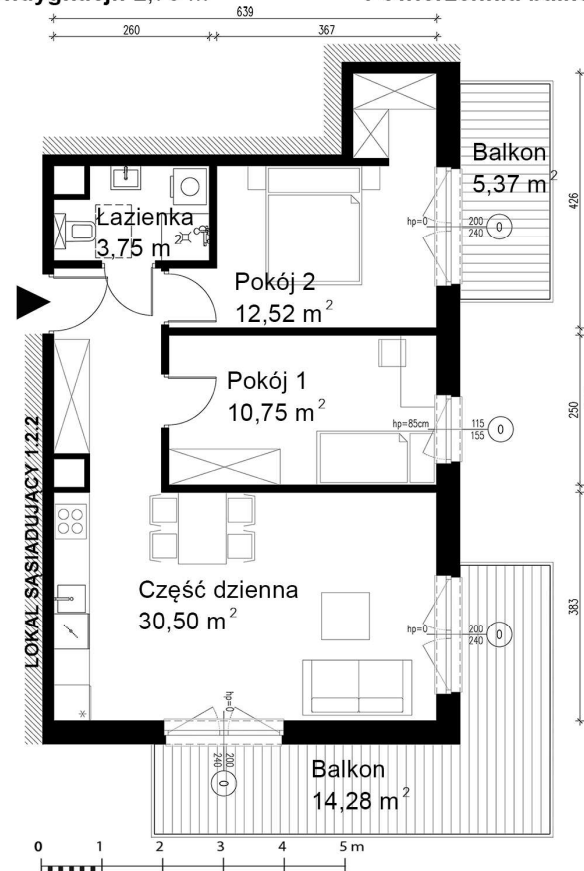 639
260
367
Balkon
5,37 m²
426
hp=0
200
240
0
Łazienka
3,75 m²
Pokój 2
12,52 m²
Pokój 1
10,75 m²
hp=85cm
115
155
0
250
LOKAL SĄSIADUJĄCY 1.2.2
Część dzienna
30,50 m²
hp=0
200
240
0
383
hp=0
200
240
0
Balkon
14,28 m²
0 1 2 3 4 5 m